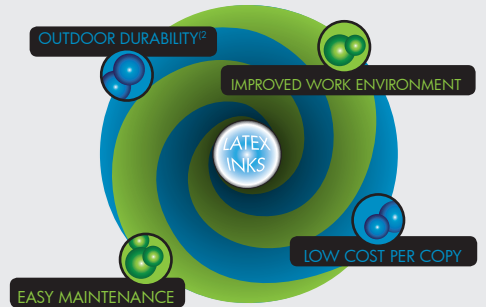 OUTDOOR DURABILITY(2
IMPROVED WORK ENVIRONMENT
LATEX
INKS
LOW COST PER COPY
EASY MAINTENANCE